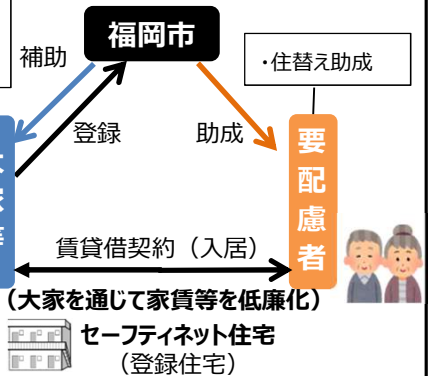 福岡市
補助
・住替え助成
登録
助成
要配慮者
賃貸借契約（入居）
（大家を通じて家賃等を低廉化）
セーフティネット住宅
（登録住宅）